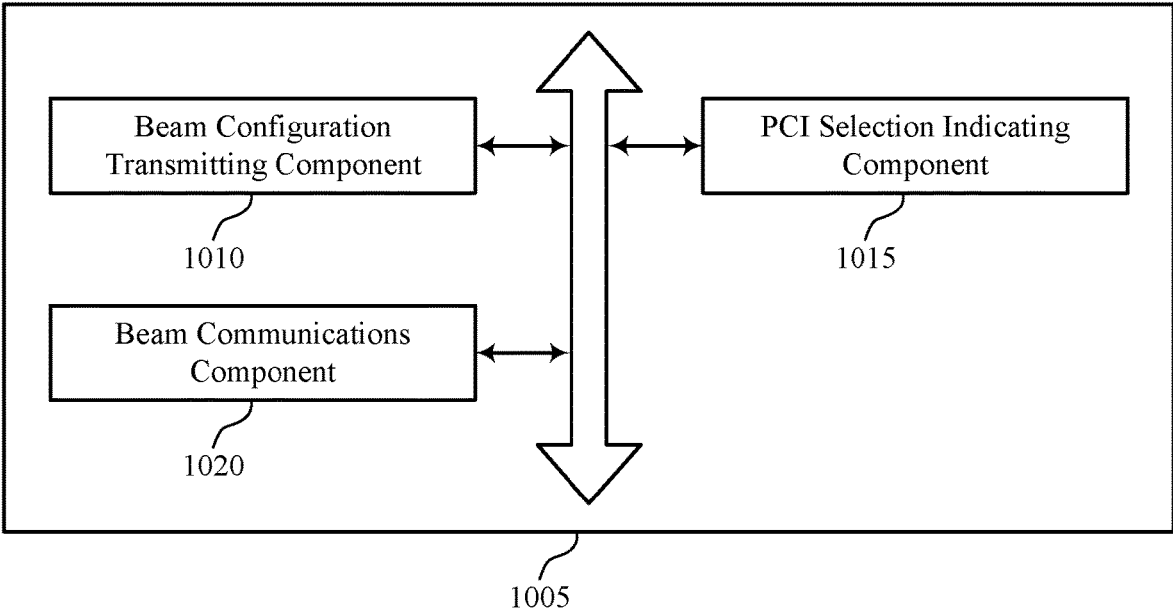 Beam Configuration
Transmitting Component
1010
PCI Selection Indicating
Component
1015
Beam Communications
Component
1020
1005